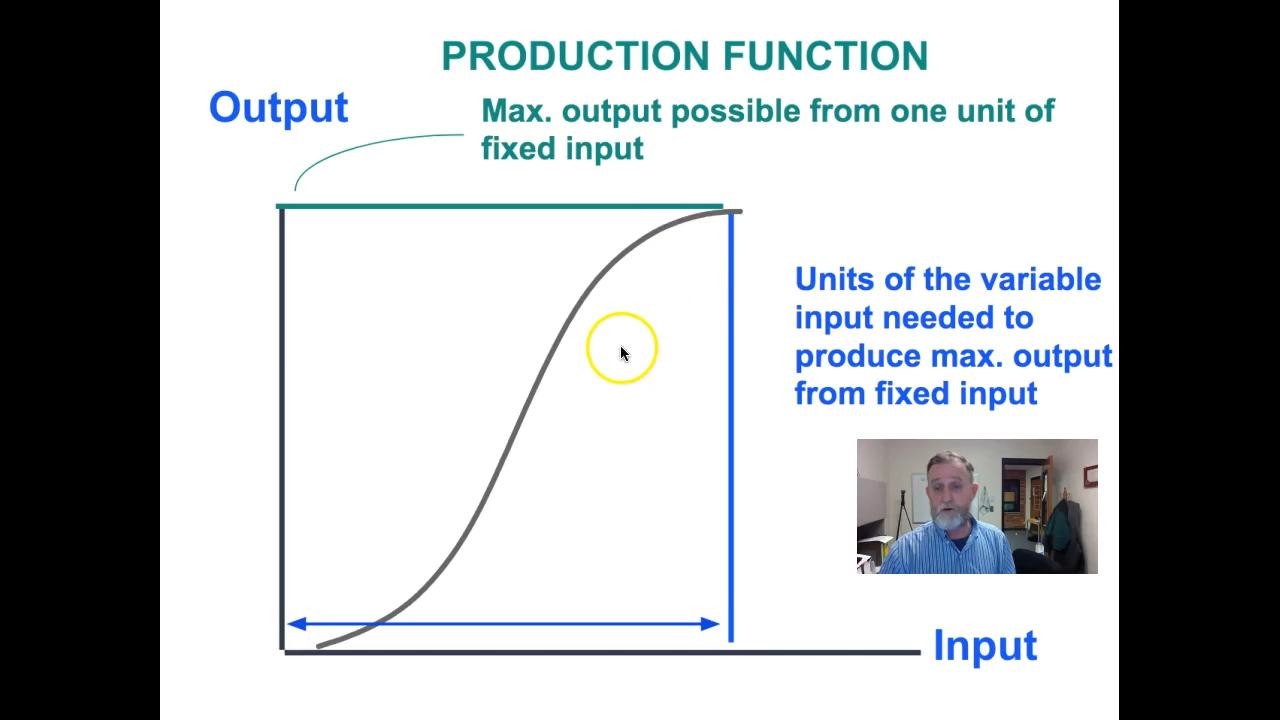 PRODUCTION FUNCTION
Output
Max. output possible from one unit of
fixed input
Units of the variable
input needed to
produce max. output
from fixed input
Input